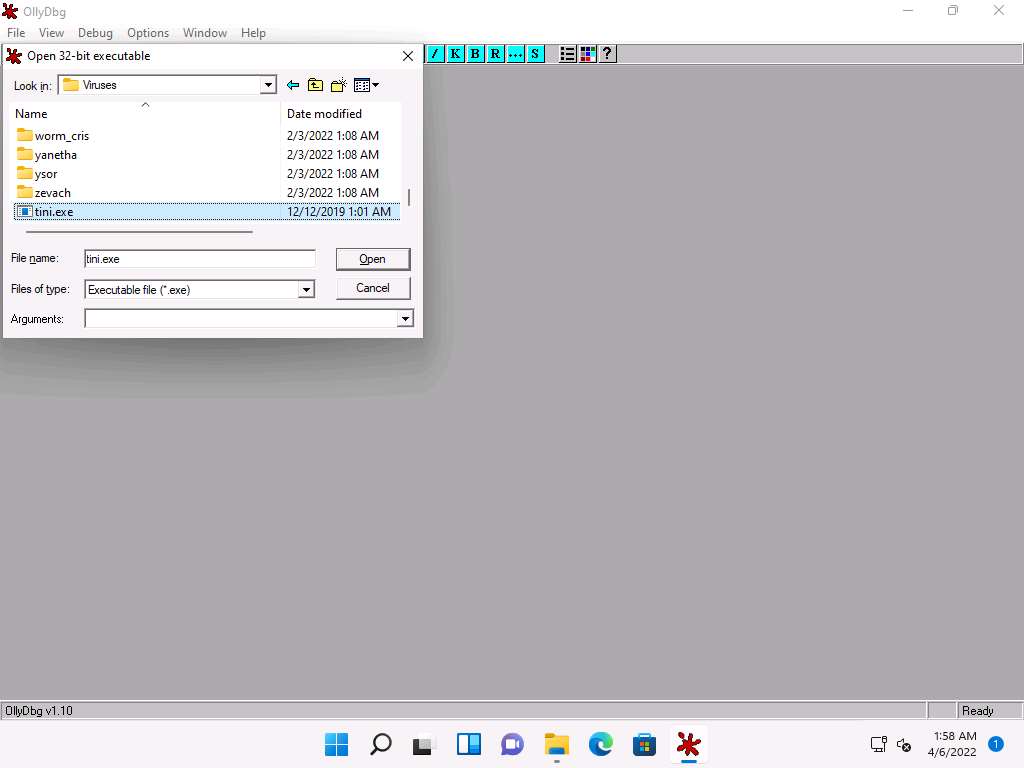 OllyDbg
File View Debug Options Window Help
Open 32-bit executable
/ K B R ... S ?
Look in: Viruses
Name Date modified
worm_cris 2/3/2022 1:08 AM
yanetha 2/3/2022 1:08 AM
ysor 2/3/2022 1:08 AM
zevach 2/3/2022 1:08 AM
tini.exe 12/12/2019 1:01 AM
File name: tini.exe Open
Files of type: Executable file (*.exe) Cancel
Arguments:
OllyDbg v1.10 Ready
1:58 AM
4/6/2022
1